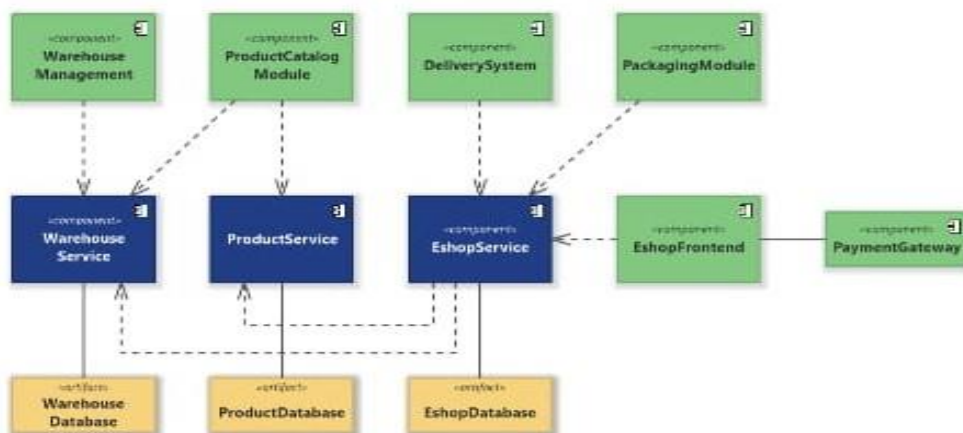 «component»
Warehouse
Management
«component»
ProductCatalog
Module
«component»
DeliverySystem
«component»
PackagingModule
«component»
Warehouse
Service
ProductService
«component»
EshopService
«component»
EshopFrontend
«component»
PaymentGateway
«artifact»
Warehouse
Database
«artifact»
ProductDatabase
«artifact»
EshopDatabase